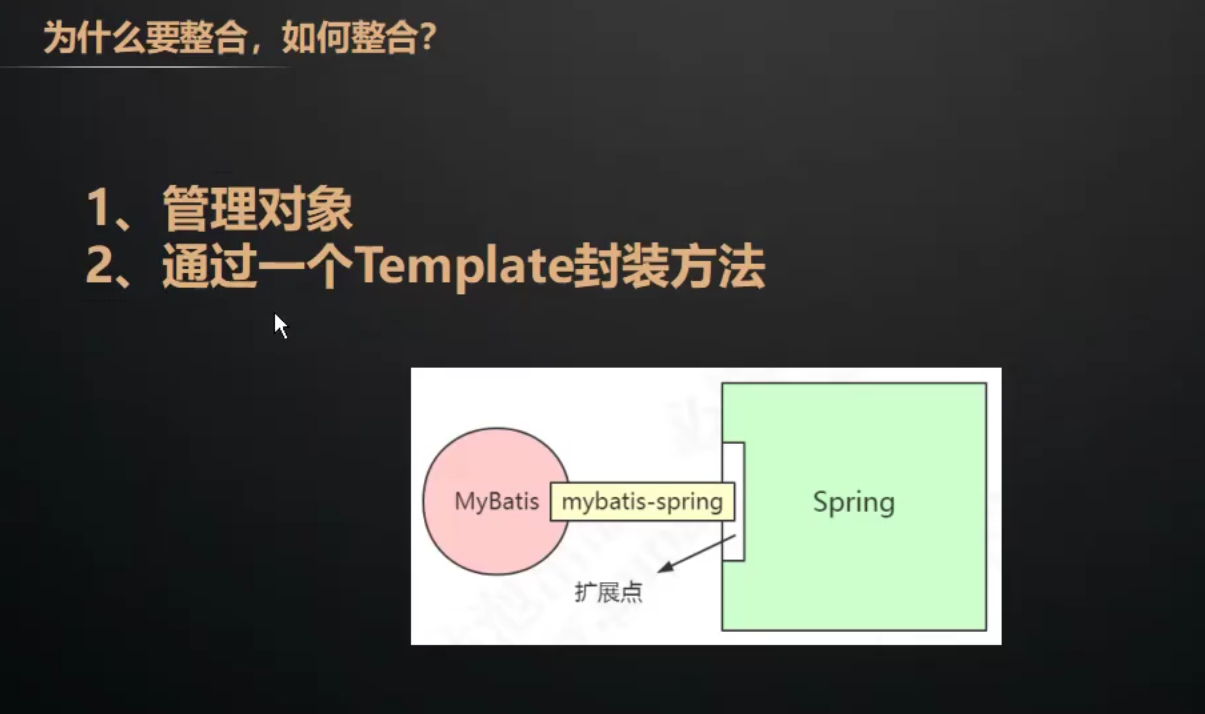 为什么要整合，如何整合？
1、管理对象
2、通过一个Template封装方法
MyBatis
mybatis-spring
Spring
扩展点